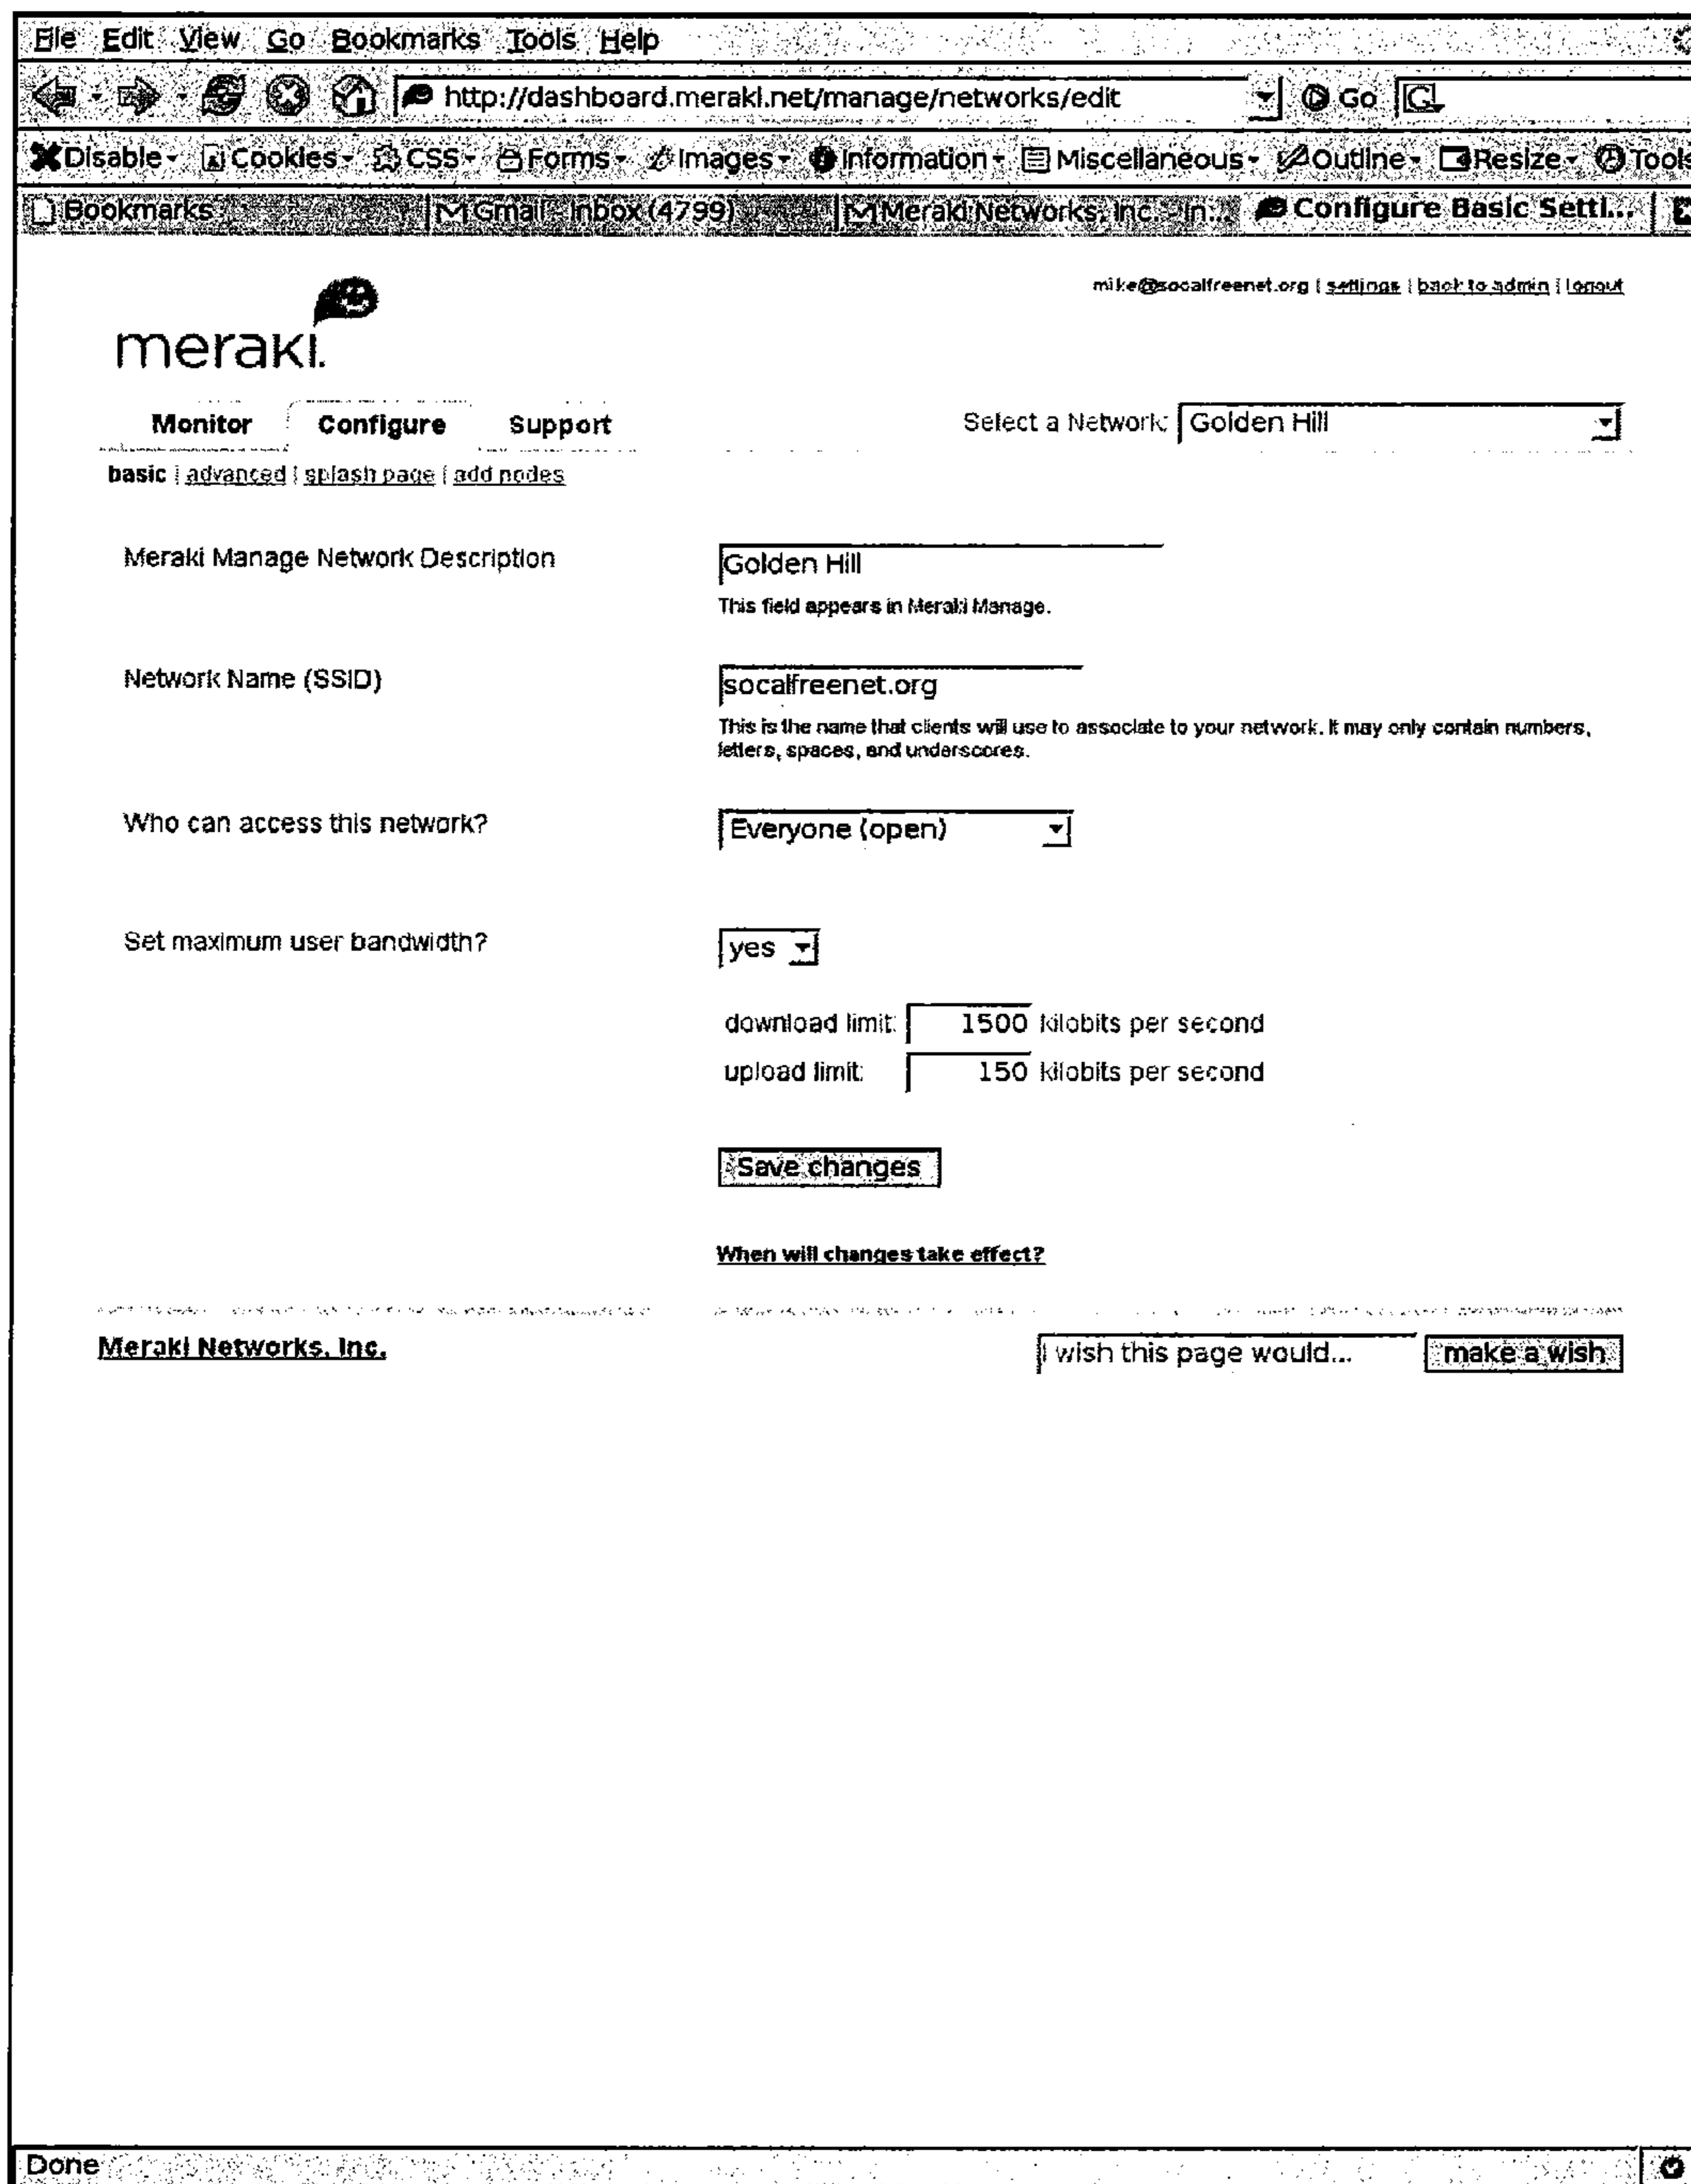 File Edit View Go Bookmarks Tools Help
http://dashboard.meraki.net/manage/networks/edit Go
Disable Cookies CSS Forms Images Information Miscellaneous Outline Resize Tools
Bookmarks Gmail - Inbox (4799) Meraki Networks, Inc. - In... Configure Basic Setti...
mike@socalfreenet.org | settings | back to admin | logout
meraki.
Monitor Configure Support Select a Network: Golden Hill
basic | advanced | splash page | add nodes
Meraki Manage Network Description Golden Hill
This field appears in Meraki Manage.
Network Name (SSID) socalfreenet.org
This is the name that clients will use to associate to your network. It may only contain numbers,
letters, spaces, and underscores.
Who can access this network? Everyone (open)
Set maximum user bandwidth? yes
download limit: 1500 kilobits per second
upload limit: 150 kilobits per second
Save changes
When will changes take effect?
Meraki Networks, Inc. I wish this page would... make a wish
Done